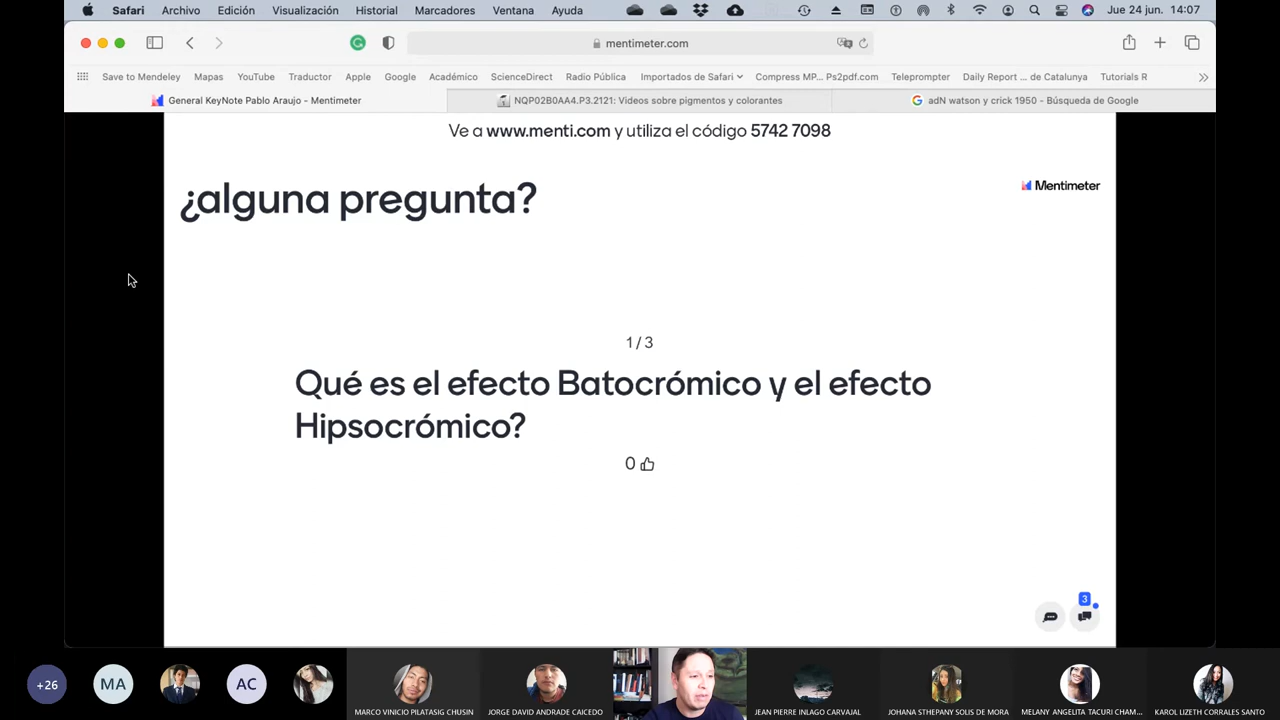 Safari Archivo Edición Visualización Historial Marcadores Ventana Ayuda Jue 24 jun. 14:07
mentimeter.com
Save to Mendeley Mapas YouTube Traductor Apple Google Académico ScienceDirect Radio Pública Importados de Safari Compress MP... Ps2pdf.com Teleprompter Daily Report ... de Catalunya Tutorials R
General KeyNote Pablo Araujo - Mentimeter NQP02B0AA4.P3.2121: Videos sobre pigmentos y colorantes adN watson y crick 1950 - Búsqueda de Google
Ve a www.menti.com y utiliza el código 5742 7098
¿alguna pregunta?
Mentimeter
1 / 3
Qué es el efecto Batocrómico y el efecto
Hipsocrómico?
0
3
+26 MA AC
MARCO VINICIO PILATASIG CHUSIN JORGE DAVID ANDRADE CAICEDO JEAN PIERRE INLAGO CARVAJAL JOHANA STHEPANY SOLIS DE MORA MELANY ANGELITA TACURI CHAM... KAROL LIZETH CORRALES SANTO